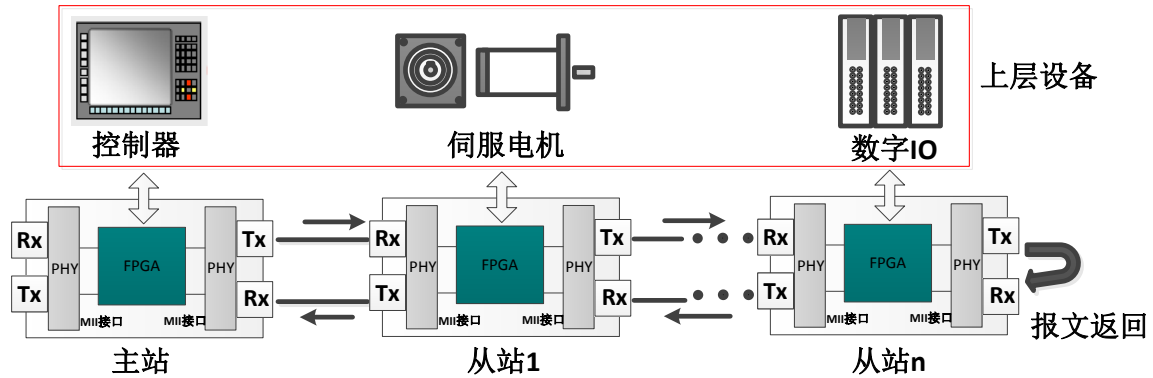 控制器
伺服电机
数字IO
上层设备
Rx
Tx
PHY
FPGA
PHY
Tx
Rx
MII接口
MII接口
主站
Rx
Tx
PHY
FPGA
PHY
Tx
Rx
MII接口
MII接口
从站1
Rx
Tx
PHY
FPGA
PHY
Tx
Rx
MII接口
MII接口
从站n
报文返回